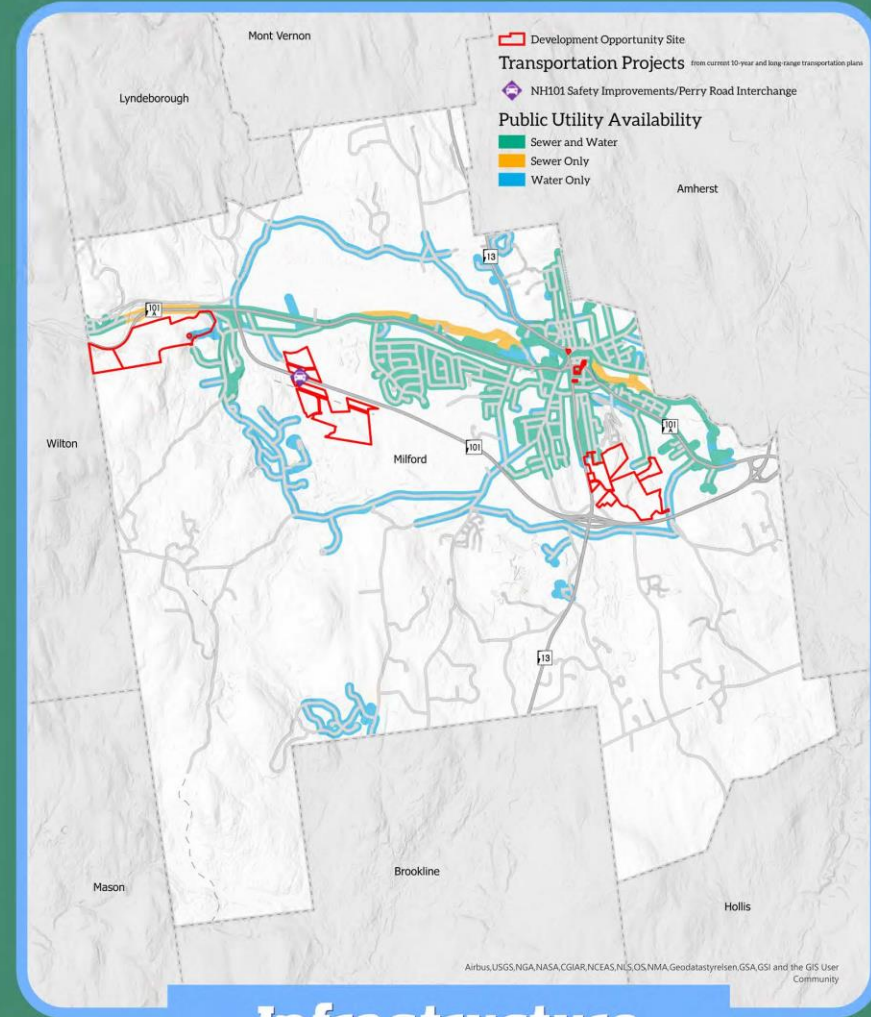 Mont Vernon
Development Opportunity Site
Transportation Projects from current 10-year and long-range transportation plans
NH101 Safety Improvements/Perry Road Interchange
Public Utility Availability
Sewer and Water
Sewer Only
Water Only
Lyndeborough
Amherst
13
101
A
101
A
Wilton
101
Milford
13
Brookline
Mason
Hollis
Airbus,USGS,NGA,NASA,CGIAR,NCEAS,NLS,OS,NMA,Geodatastyrelsen,GSA,GSI and the GIS User
Community
Infrastructure